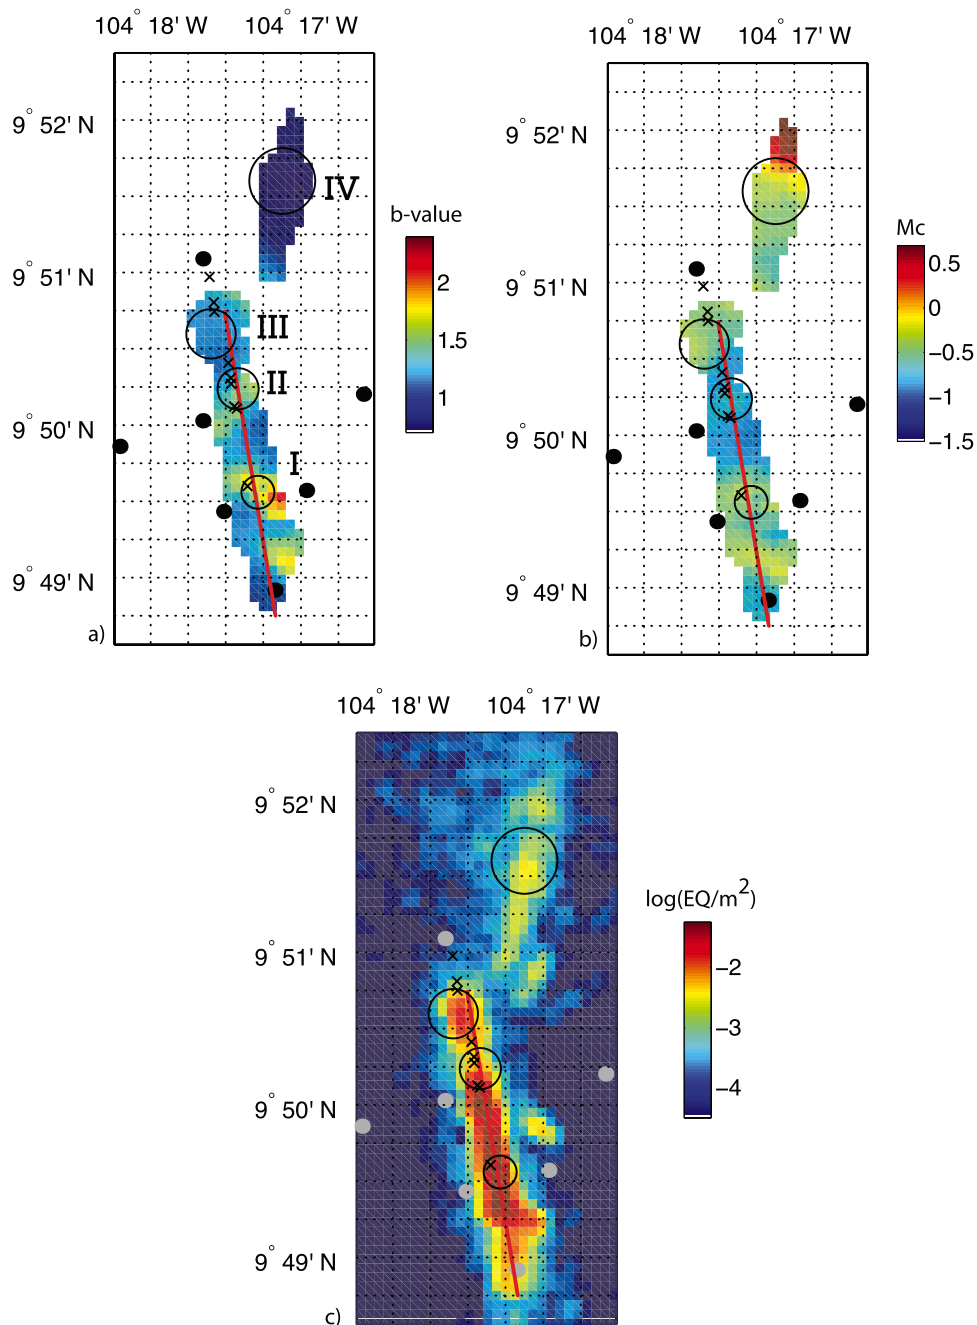 104° 18' W 104° 17' W
9° 52' N
9° 51' N
9° 50' N
9° 49' N
IV
III
II
I
a)
b-value
2
1.5
1
104° 18' W 104° 17' W
9° 52' N
9° 51' N
9° 50' N
9° 49' N
b)
Mc
0.5
0
−0.5
−1
−1.5
104° 18' W 104° 17' W
9° 52' N
9° 51' N
9° 50' N
9° 49' N
c)
log(EQ/m²)
−2
−3
−4